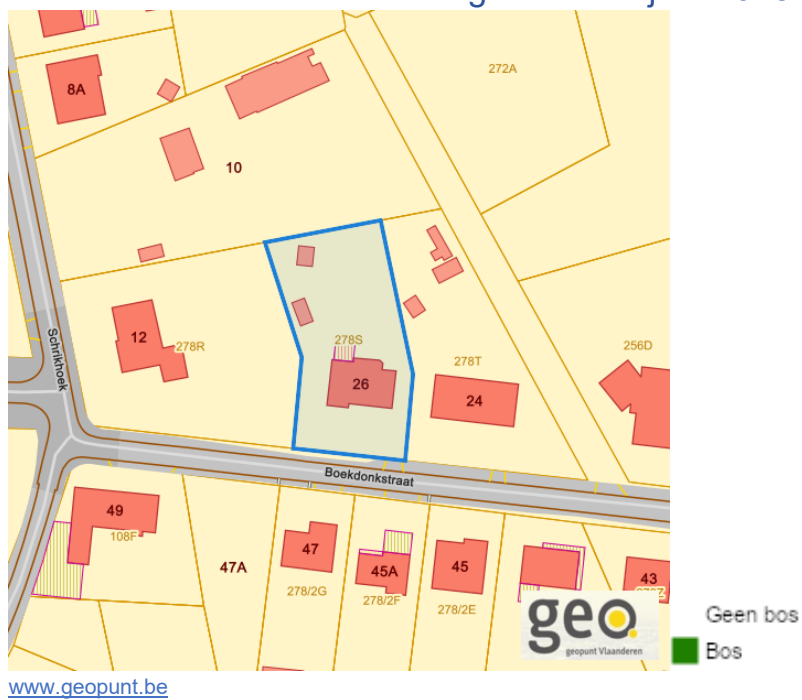 8A
272A
10
Schrikhoek
12
278R
278S
26
278T
24
256D
Boekdonkstraat
49
108F
47A
47
278/2G
45A
278/2F
45
278/2E
43
geo
geopunt Vlaanderen
Geen bos
Bos
www.geopunt.be